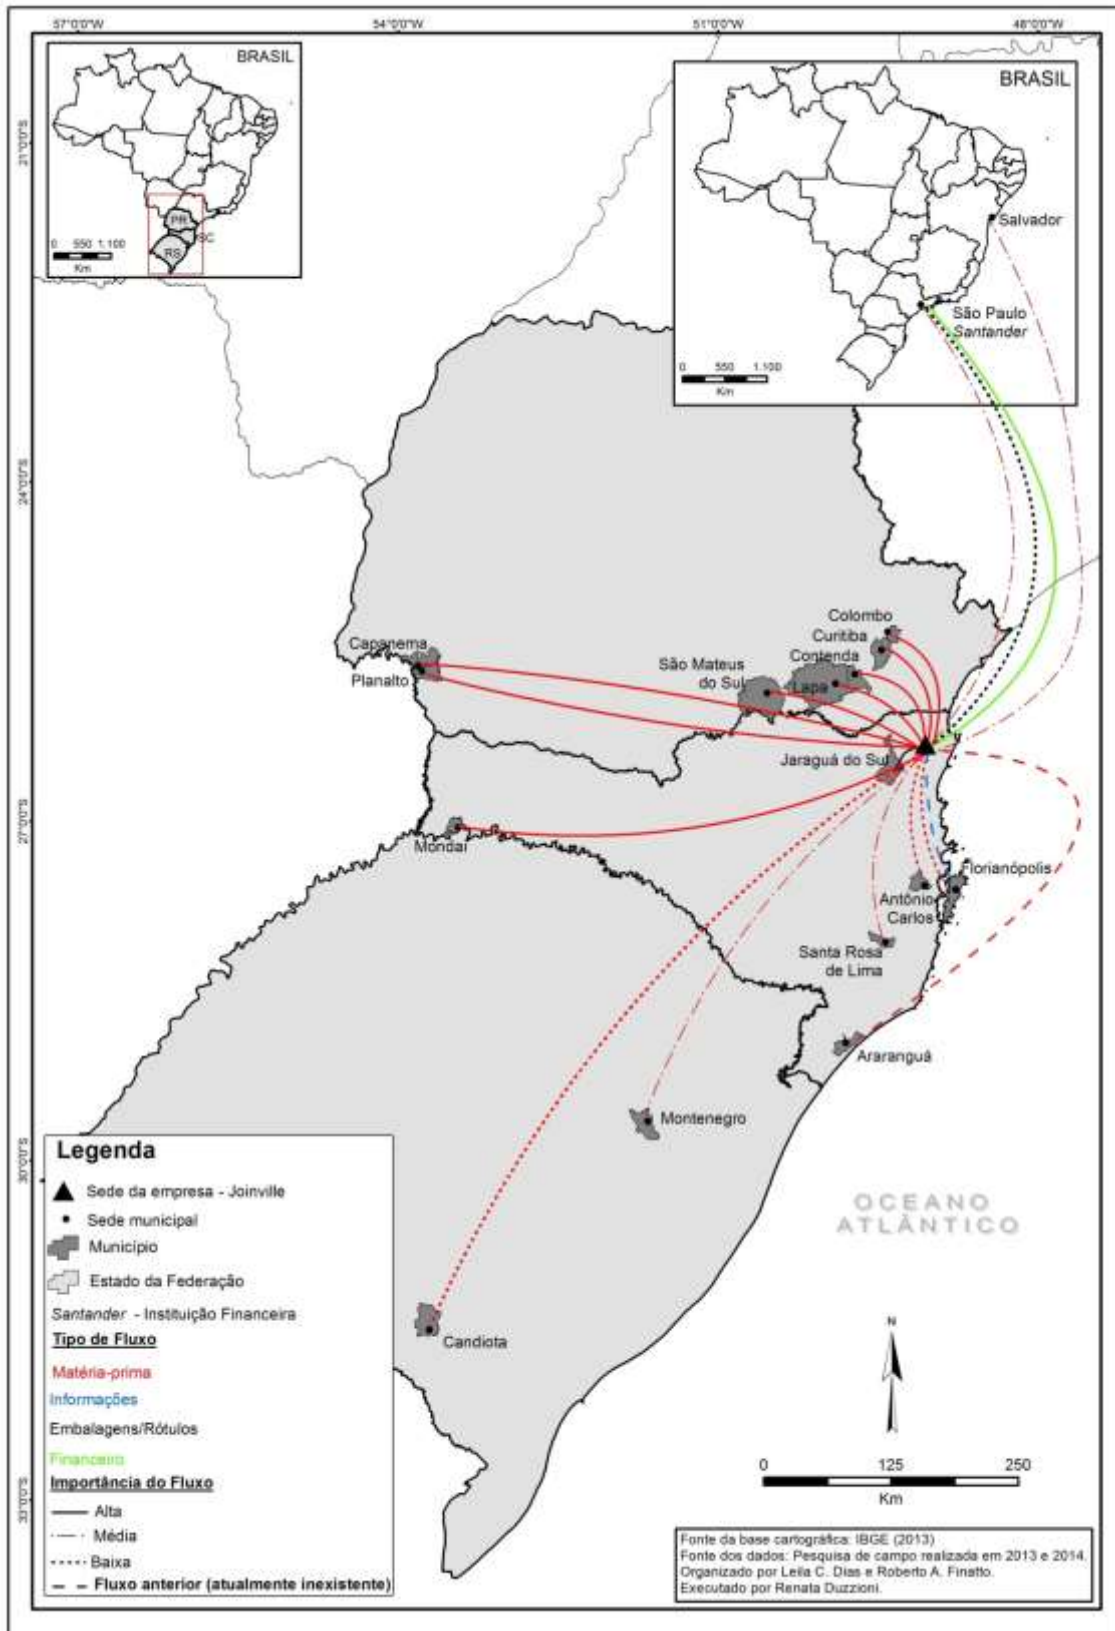 57°0'0"W
54°0'0"W
51°0'0"W
48°0'0"W
BRASIL
PR
SC
RS
0 550 1.100
Km
BRASIL
Salvador
São Paulo
Santander
0 550 1.100
Km
21°0'0"S
24°0'0"S
27°0'0"S
30°0'0"S
33°0'0"S
Colombo
Curitiba
Contenda
Lapa
São Mateus
do Sul
Capanema
Planalto
Jaraguá do Sul
Mondaí
Florianópolis
Antônio
Carlos
Santa Rosa
de Lima
Araranguá
Montenegro
Candiota
OCEANO
ATLÂNTICO
N
0 125 250
Km
Legenda
Sede da empresa - Joinville
Sede municipal
Município
Estado da Federação
Santander - Instituição Financeira
Tipo de Fluxo
Matéria-prima
Informações
Embalagens/Rótulos
Financeiro
Importância do Fluxo
Alta
Média
Baixa
Fluxo anterior (atualmente inexistente)
Fonte da base cartográfica: IBGE (2013)
Fonte dos dados: Pesquisa de campo realizada em 2013 e 2014.
Organizado por Leila C. Dias e Roberto A. Finatto.
Executado por Renata Duzzioni.